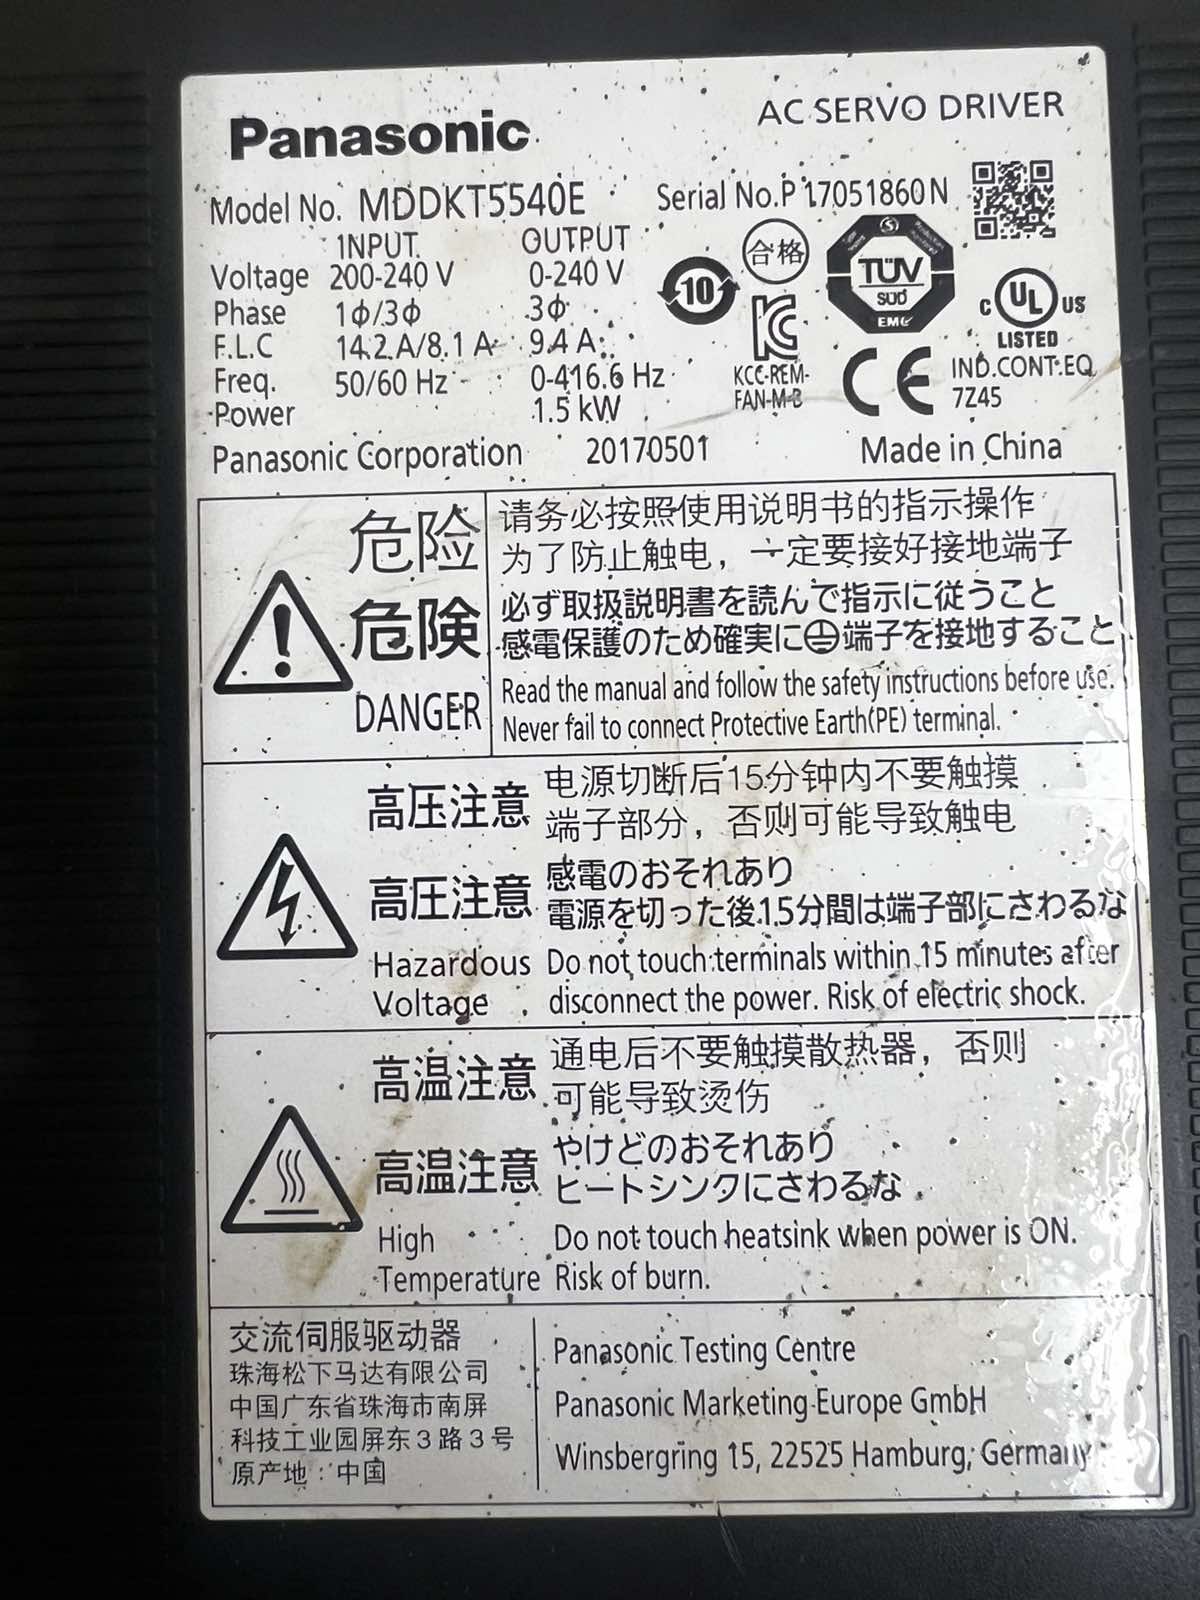 Panasonic
AC SERVO DRIVER
Model No. MDDKT5540E
Serial No.P 17051860N
INPUT OUTPUT
Voltage 200-240 V 0-240 V
Phase 1ϕ/3ϕ 3ϕ
F.L.C 14.2 A/8.1 A 9.4 A
Freq. 50/60 Hz 0-416.6 Hz
Power 1.5 kW
合格
10
TÜV
SÜD
EMC
KCC-REM-
FAN-M-B
CE
C UL US
LISTED
IND.CONT.EQ.
7Z45
Panasonic Corporation 20170501 Made in China
危险
请务必按照使用说明书的指示操作
为了防止触电，一定要接好接地端子
危険
必ず取扱説明書を読んで指示に従うこと
感電保護のため確実に⏚端子を接地すること
DANGER
Read the manual and follow the safety instructions before use.
Never fail to connect Protective Earth(PE) terminal.
高压注意
电源切断后15分钟内不要触摸
端子部分，否则可能导致触电
高圧注意
感電のおそれあり
電源を切った後15分間は端子部にさわるな
Hazardous
Voltage
Do not touch terminals within 15 minutes after
disconnect the power. Risk of electric shock.
高温注意
通电后不要触摸散热器，否则
可能导致烫伤
高温注意
やけどのおそれあり
ヒートシンクにさわるな
High
Temperature
Do not touch heatsink when power is ON.
Risk of burn.
交流伺服驱动器
珠海松下马达有限公司
中国广东省珠海市南屏
科技工业园屏东3路3号
原产地：中国
Panasonic Testing Centre
Panasonic Marketing Europe GmbH
Winsbergring 15, 22525 Hamburg, Germany